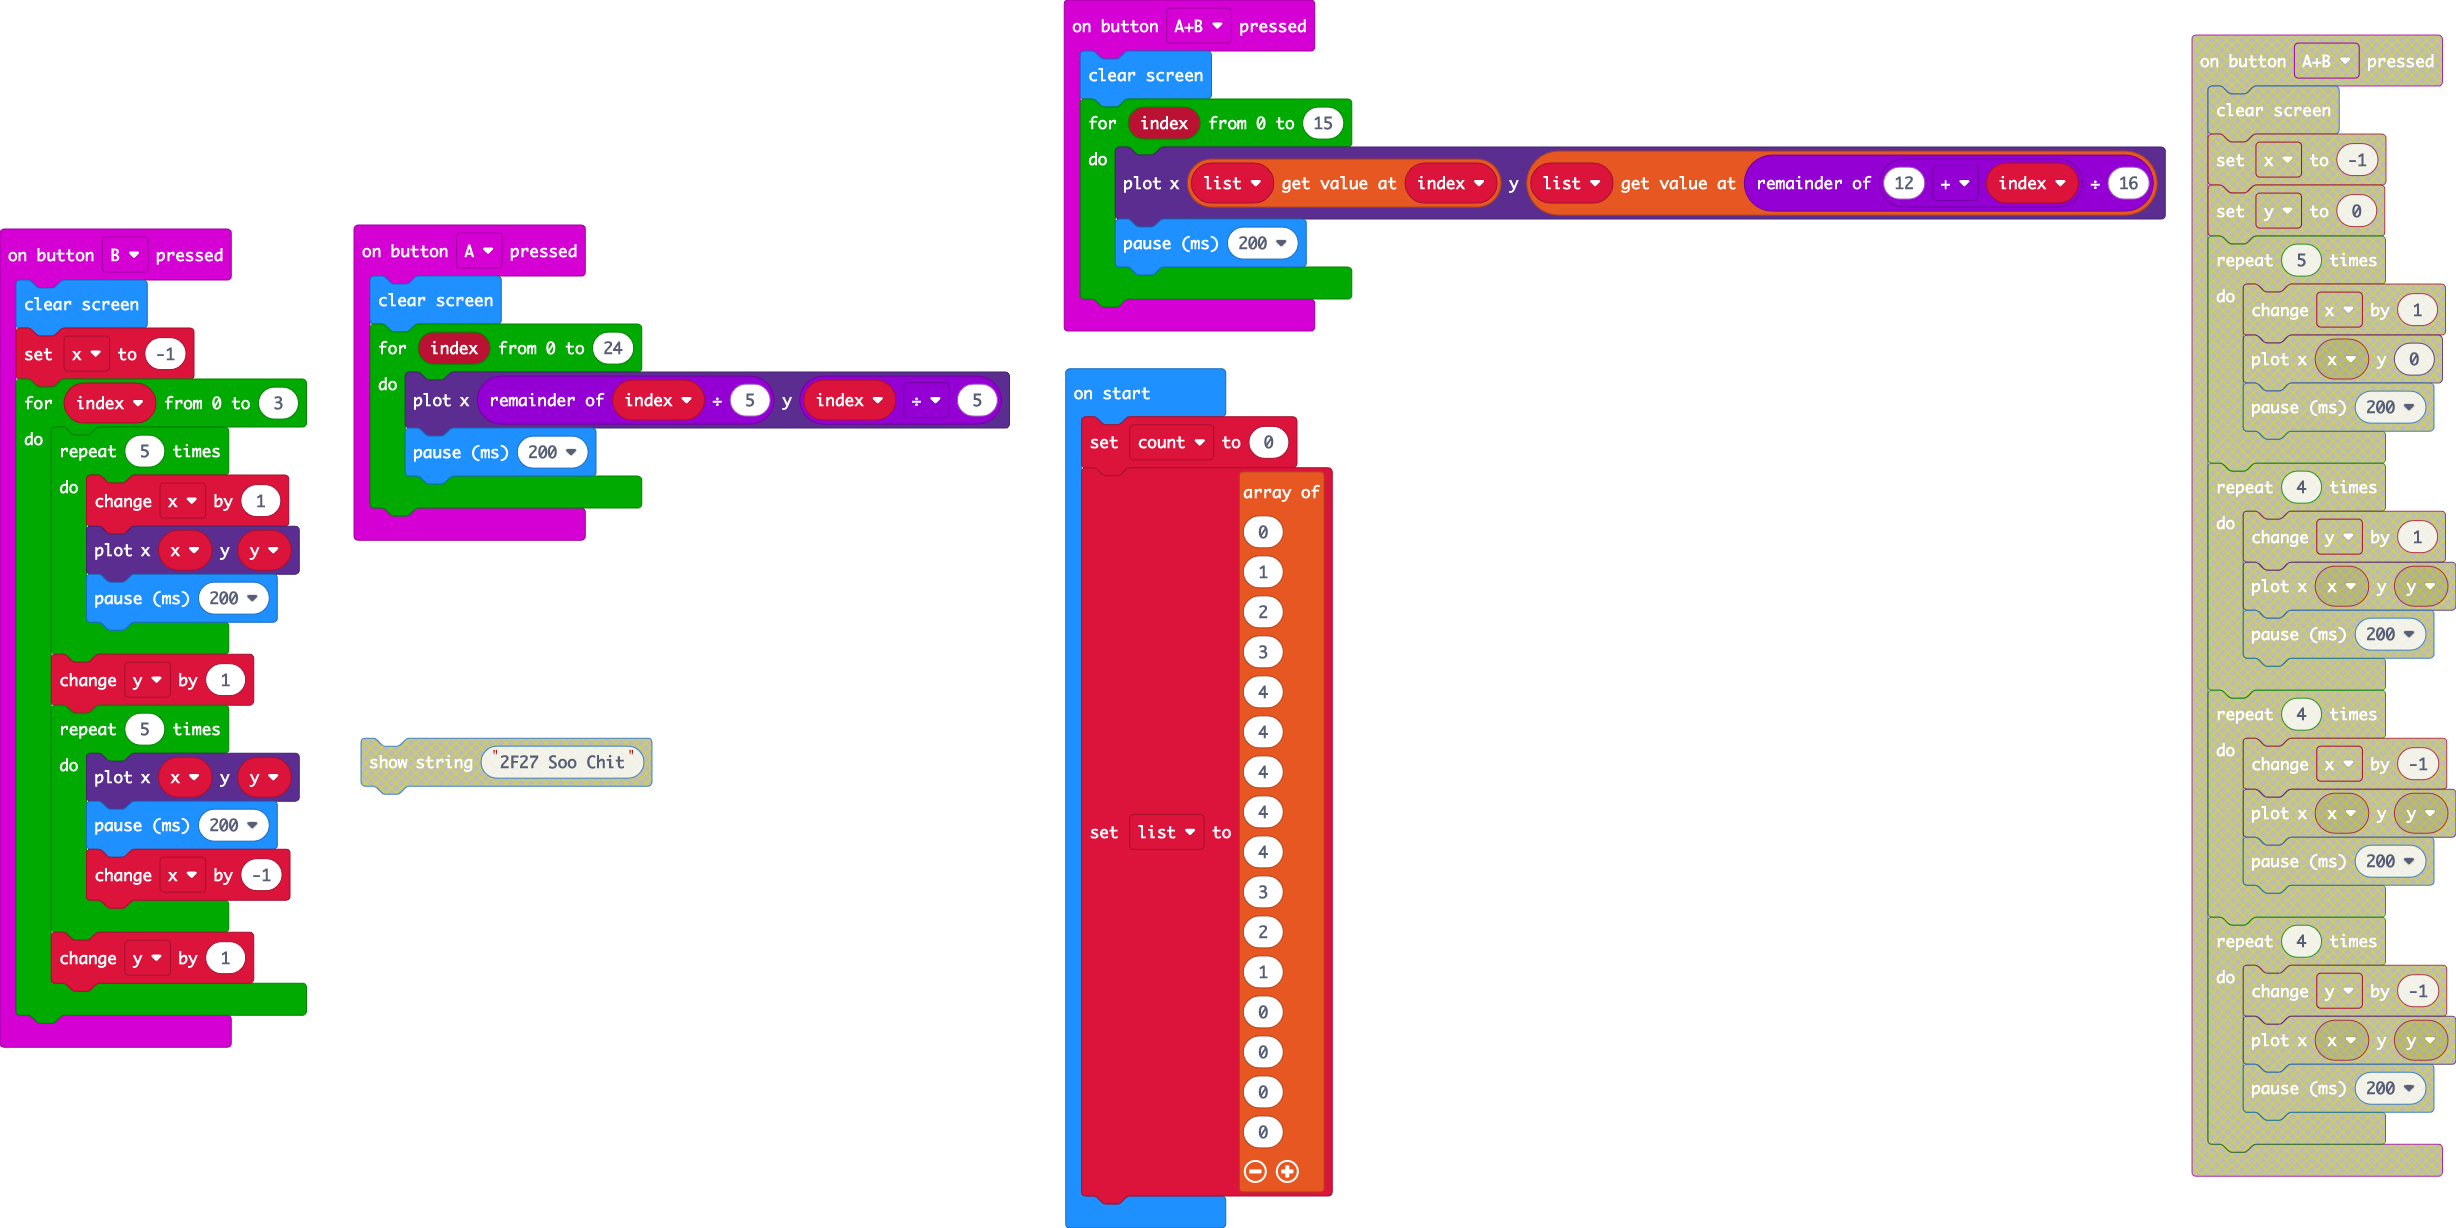 on button B pressed
clear screen
set x to -1
for index from 0 to 3
do
repeat 5 times
do
change x by 1
plot x x y y
pause (ms) 200
change y by 1
repeat 5 times
do
plot x x y y
pause (ms) 200
change x by -1
change y by 1
on button A pressed
clear screen
for index from 0 to 24
do
plot x remainder of index ÷ 5 y index ÷ 5
pause (ms) 200
show string "2F27 Soo Chit"
on button A+B pressed
clear screen
for index from 0 to 15
do
plot x list get value at index y list get value at remainder of 12 + index ÷ 16
pause (ms) 200
on start
set count to 0
set list to
array of
0
1
2
3
4
4
4
4
4
3
2
1
0
0
0
0
on button A+B pressed
clear screen
set x to -1
set y to 0
repeat 5 times
do
change x by 1
plot x x y 0
pause (ms) 200
repeat 4 times
do
change y by 1
plot x x y y
pause (ms) 200
repeat 4 times
do
change x by -1
plot x x y y
pause (ms) 200
repeat 4 times
do
change y by -1
plot x x y y
pause (ms) 200